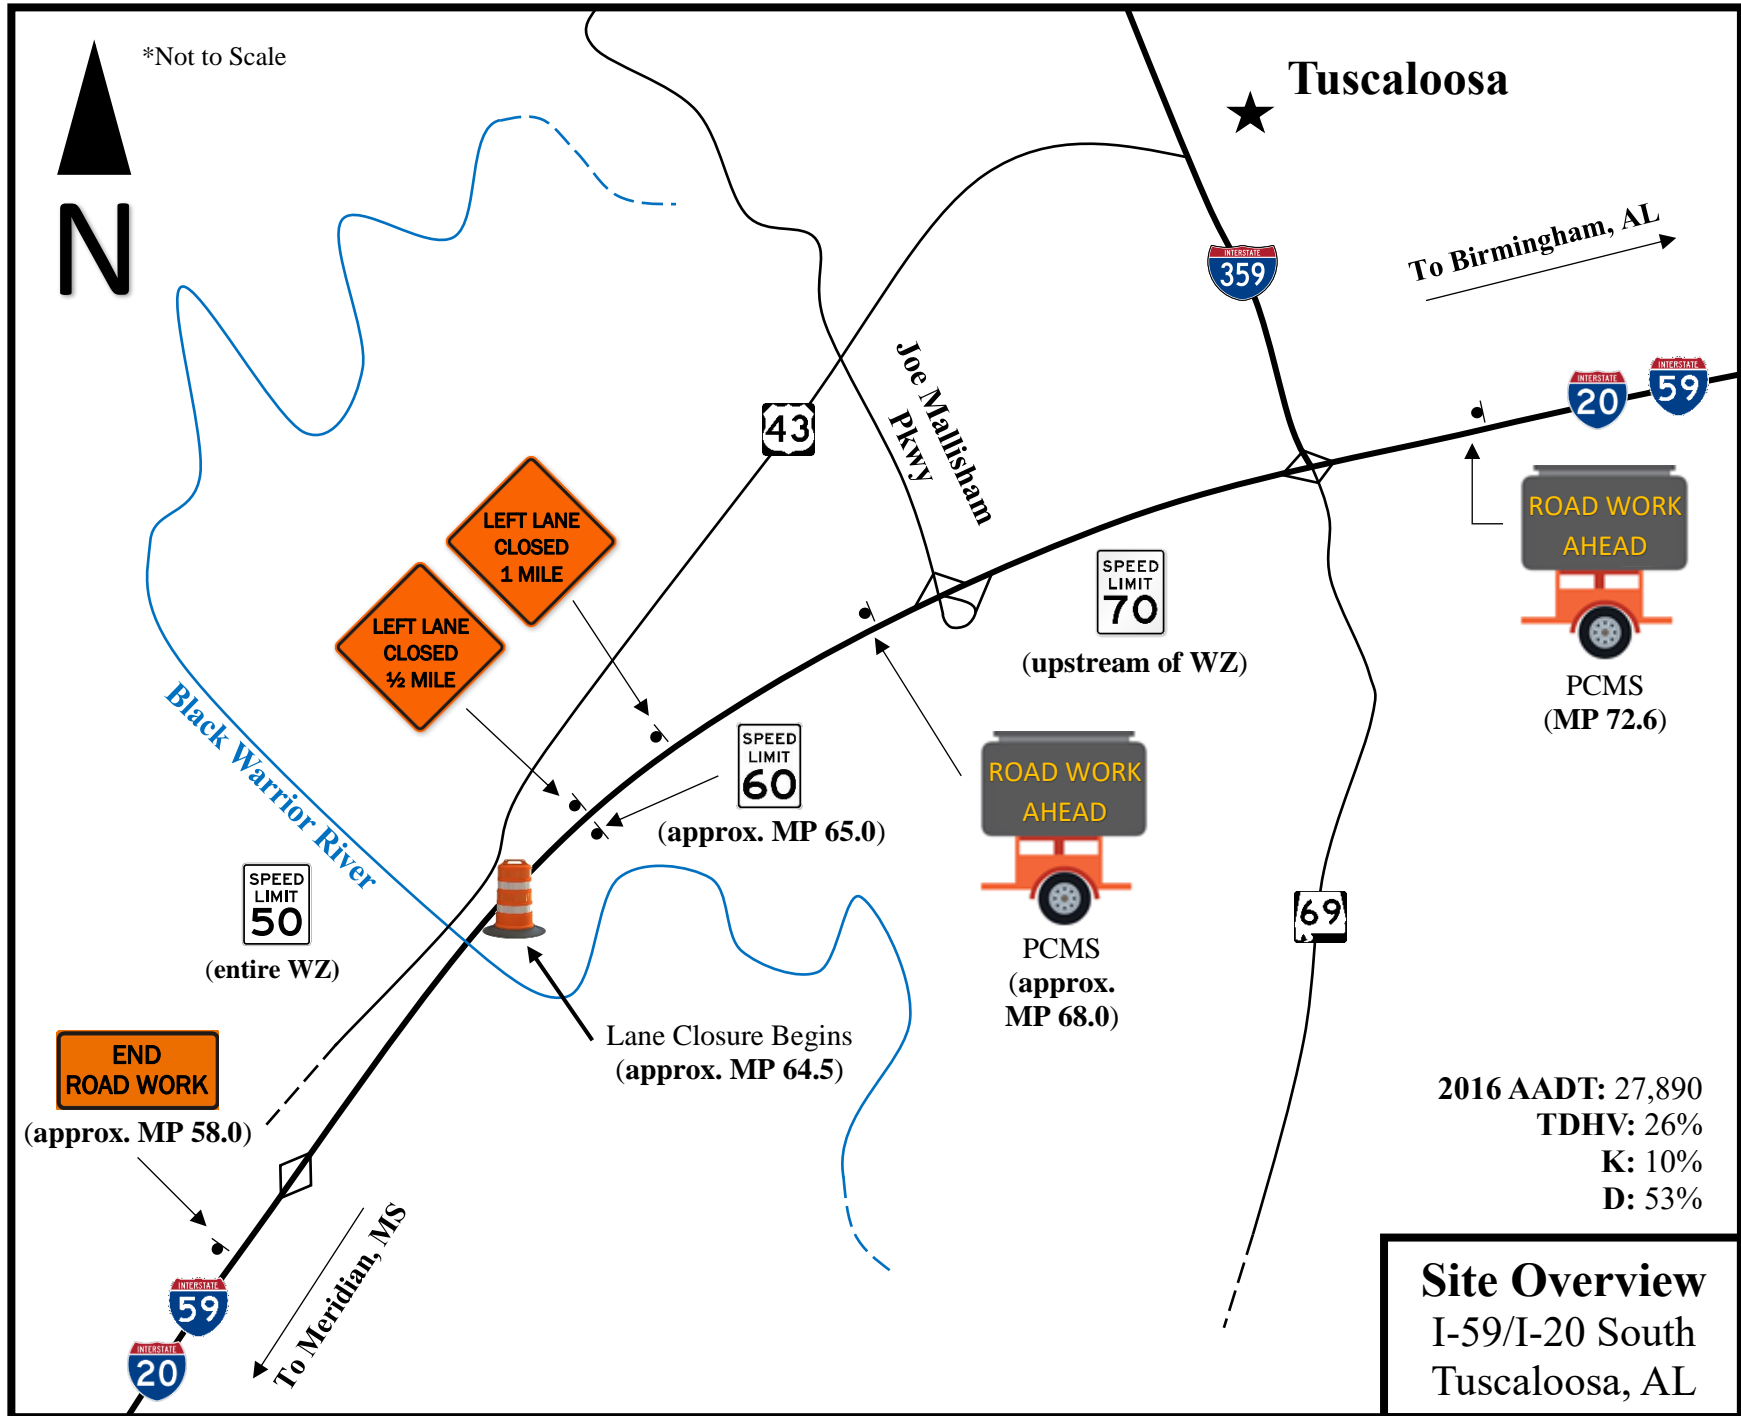 *Not to Scale
N
Tuscaloosa
To Birmingham, AL
INTERSTATE
359
INTERSTATE
20
INTERSTATE
59
43
Joe Mallisham
Pkwy
LEFT LANE
CLOSED
1 MILE
LEFT LANE
CLOSED
½ MILE
SPEED
LIMIT
70
(upstream of WZ)
ROAD WORK
AHEAD
PCMS
(MP 72.6)
Black Warrior River
SPEED
LIMIT
60
(approx. MP 65.0)
ROAD WORK
AHEAD
PCMS
(approx.
MP 68.0)
SPEED
LIMIT
50
(entire WZ)
69
Lane Closure Begins
(approx. MP 64.5)
END
ROAD WORK
(approx. MP 58.0)
To Meridian, MS
INTERSTATE
59
INTERSTATE
20
2016 AADT: 27,890
TDHV: 26%
K: 10%
D: 53%
Site Overview
I-59/I-20 South
Tuscaloosa, AL